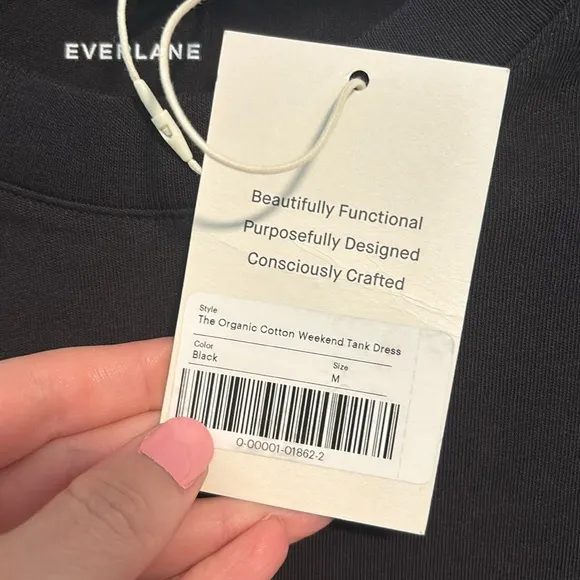 EVERLANE
Beautifully Functional
Purposefully Designed
Consciously Crafted
Style
The Organic Cotton Weekend Tank Dress
Color
Black
Size
M
0-00001-01862-2